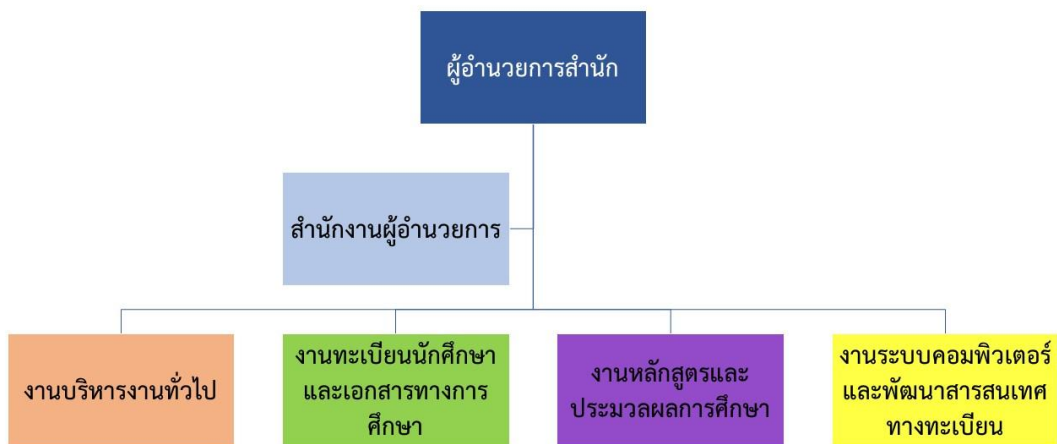 ผู้อำนวยการสำนัก
สำนักงานผู้อำนวยการ
งานบริหารงานทั่วไป
งานทะเบียนนักศึกษา
และเอกสารทางการ
ศึกษา
งานหลักสูตรและ
ประมวลผลการศึกษา
งานระบบคอมพิวเตอร์
และพัฒนาสารสนเทศ
ทางทะเบียน